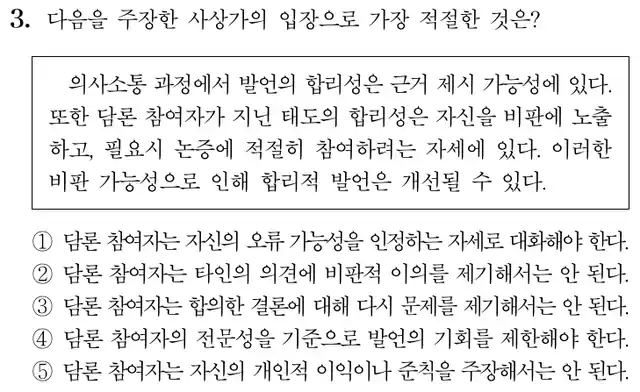 3. 다음을 주장한 사상가의 입장으로 가장 적절한 것은?
의사소통 과정에서 발언의 합리성은 근거 제시 가능성에 있다.
또한 담론 참여자가 지닌 태도의 합리성은 자신을 비판에 노출
하고, 필요시 논증에 적절히 참여하려는 자세에 있다. 이러한
비판 가능성으로 인해 합리적 발언은 개선될 수 있다.
① 담론 참여자는 자신의 오류 가능성을 인정하는 자세로 대화해야 한다.
② 담론 참여자는 타인의 의견에 비판적 이의를 제기해서는 안 된다.
③ 담론 참여자는 합의한 결론에 대해 다시 문제를 제기해서는 안 된다.
④ 담론 참여자의 전문성을 기준으로 발언의 기회를 제한해야 한다.
⑤ 담론 참여자는 자신의 개인적 이익이나 준칙을 주장해서는 안 된다.